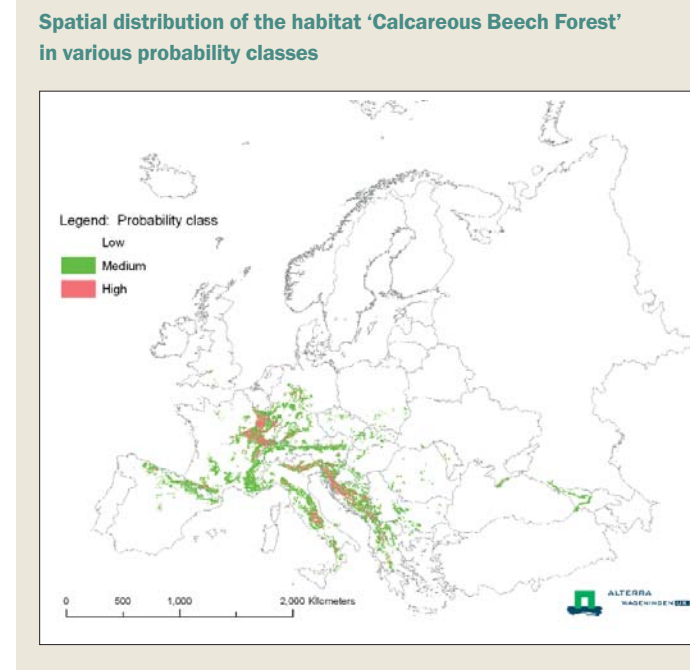 Spatial distribution of the habitat ‘Calcareous Beech Forest’
in various probability classes
Legend: Probability class
Low
Medium
High
0 500 1,000 2,000 Kilometers
ALTERRA
WAGENINGEN UR